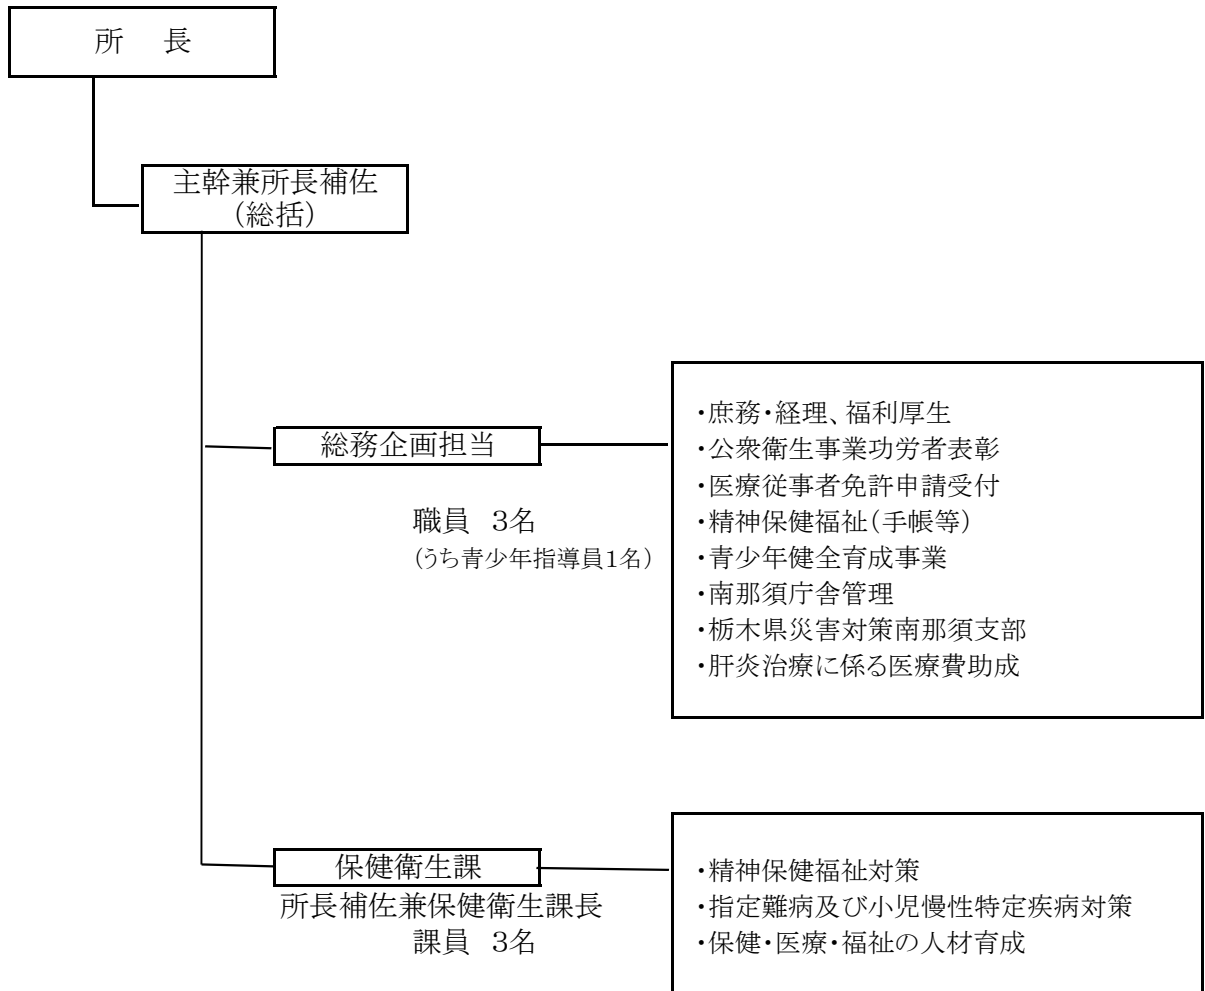 所　長
主幹兼所長補佐
（総括）
総務企画担当
職員　3名
（うち青少年指導員1名）
・庶務・経理、福利厚生
・公衆衛生事業功労者表彰
・医療従事者免許申請受付
・精神保健福祉（手帳等）
・青少年健全育成事業
・南那須庁舎管理
・栃木県災害対策南那須支部
・肝炎治療に係る医療費助成
保健衛生課
所長補佐兼保健衛生課長
課員　3名
・精神保健福祉対策
・指定難病及び小児慢性特定疾病対策
・保健・医療・福祉の人材育成